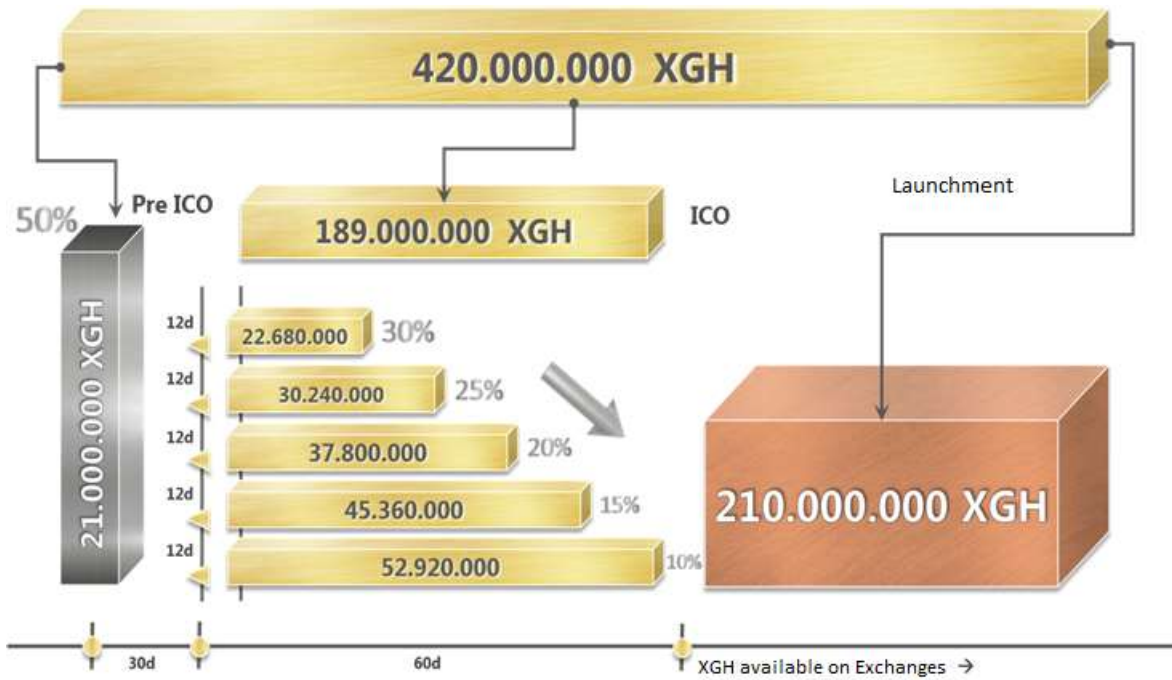 420.000.000 XGH
Launchment
50%
Pre ICO
189.000.000 XGH
ICO
21.000.000 XGH
12d
22.680.000
30%
12d
30.240.000
25%
12d
37.800.000
20%
12d
45.360.000
15%
12d
52.920.000
10%
210.000.000 XGH
30d
60d
XGH available on Exchanges →